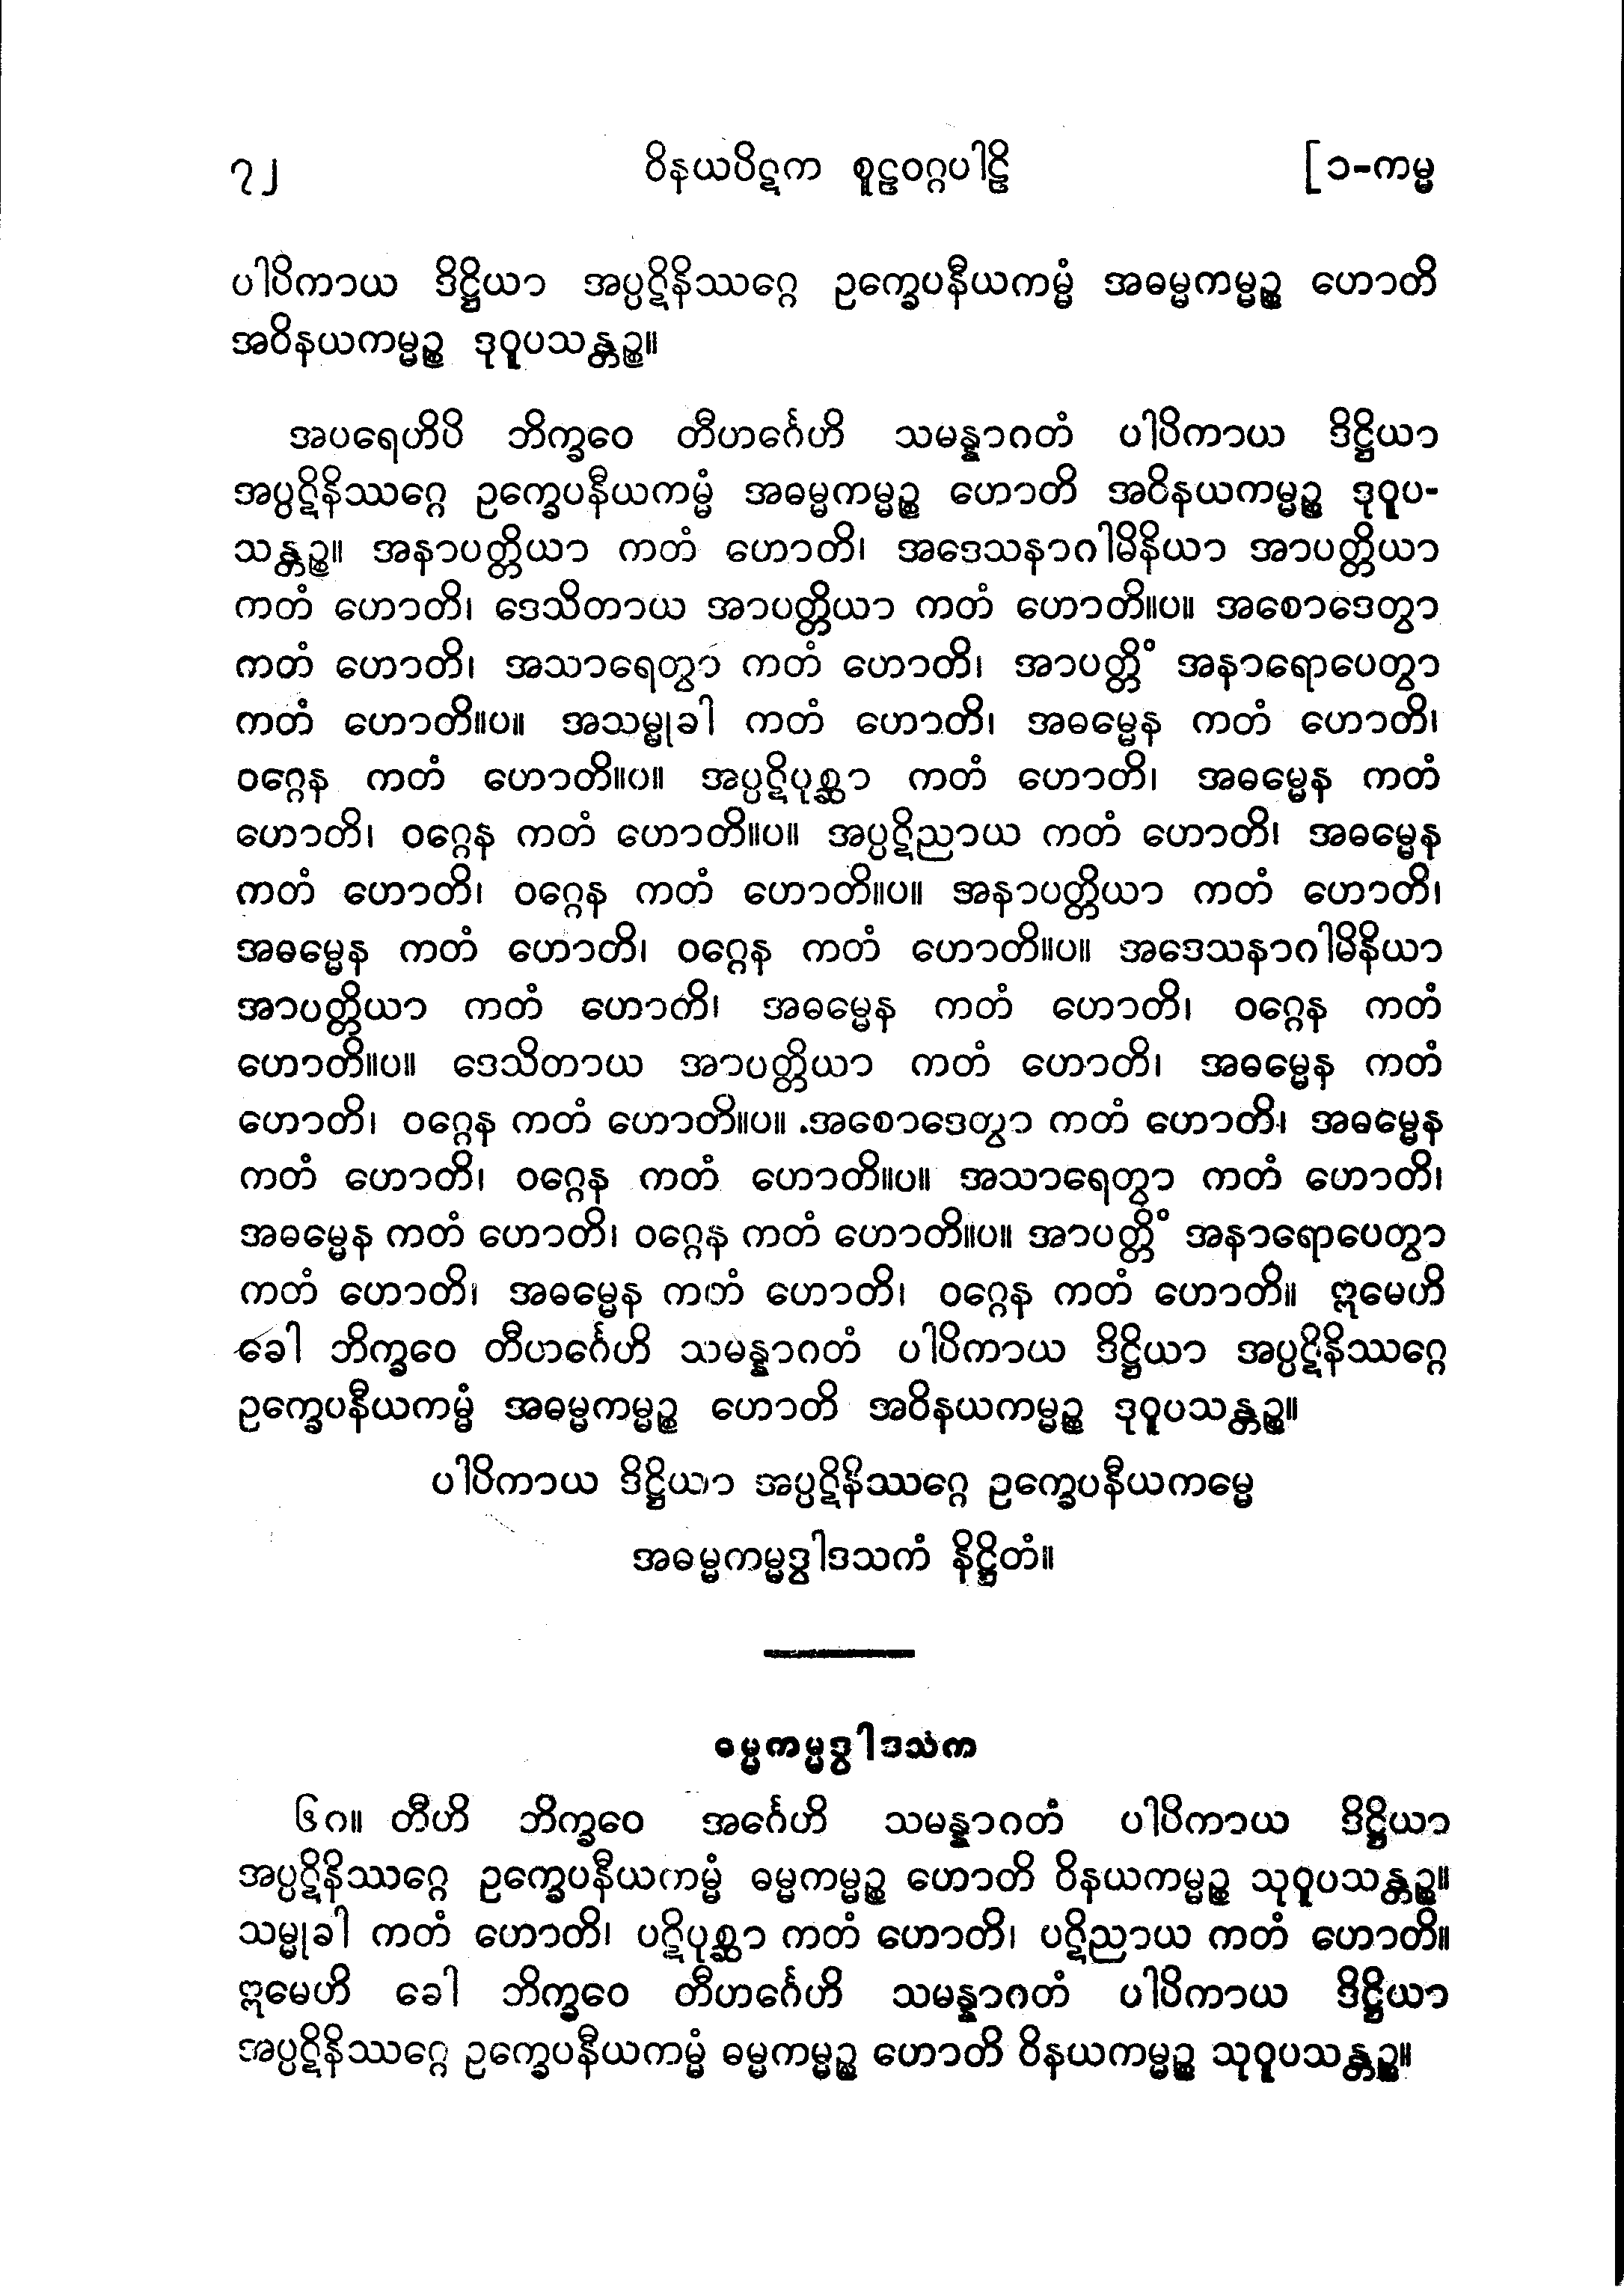 ၇၂ ဝိနယပိဋက စူဠဝဂ္ဂပါဠိ [ ၁-ကမ္မ
ပါပိကာယ ဒိဋ္ဌိယာ အပ္ပဋိနိဿဂ္ဂေ ဥက္ခေပနီယကမ္မံ အဓမ္မကမ္မဉ္စ ဟောတိ
အဝိနယကမ္မဉ္စ ဒုဝူပသန္တဉ္စ။
အပရေဟိပိ ဘိက္ခဝေ တီဟင်္ဂေဟိ သမန္နာဂတံ ပါပိကာယ ဒိဋ္ဌိယာ
အပ္ပဋိနိဿဂ္ဂေ ဥက္ခေပနီယကမ္မံ အဓမ္မကမ္မဉ္စ ဟောတိ အဝိနယကမ္မဉ္စ ဒုဝူပ-
သန္တဉ္စ။ အနာပတ္တိယာ ကတံ ဟောတိ၊ အဒေသနာဂါမိနိယာ အာပတ္တိယာ
ကတံ ဟောတိ၊ ဒေသိတာယ အာပတ္တိယာ ကတံ ဟောတိ။ပ။ အစောဒေတွာ
ကတံ ဟောတိ၊ အသာရေတွာ ကတံ ဟောတိ၊ အာပတ္တိံ အနာရောပေတွာ
ကတံ ဟောတိ။ပ။ အသမ္မုခါ ကတံ ဟောတိ၊ အဓမ္မေန ကတံ ဟောတိ၊
ဝဂ္ဂေန ကတံ ဟောတိ။ပ။ အပ္ပဋိပုစ္ဆာ ကတံ ဟောတိ၊ အဓမ္မေန ကတံ
ဟောတိ၊ ဝဂ္ဂေန ကတံ ဟောတိ။ပ။ အပ္ပဋိညာယ ကတံ ဟောတိ၊ အဓမ္မေန
ကတံ ဟောတိ၊ ဝဂ္ဂေန ကတံ ဟောတိ။ပ။ အနာပတ္တိယာ ကတံ ဟောတိ၊
အဓမ္မေန ကတံ ဟောတိ၊ ဝဂ္ဂေန ကတံ ဟောတိ။ပ။ အဒေသနာဂါမိနိယာ
အာပတ္တိယာ ကတံ ဟောတိ၊ အဓမ္မေန ကတံ ဟောတိ၊ ဝဂ္ဂေန ကတံ
ဟောတိ။ပ။ ဒေသိတာယ အာပတ္တိယာ ကတံ ဟောတိ၊ အဓမ္မေန ကတံ
ဟောတိ၊ ဝဂ္ဂေန ကတံ ဟောတိ။ပ။ အစောဒေတွာ ကတံ ဟောတိ၊ အဓမ္မေန
ကတံ ဟောတိ၊ ဝဂ္ဂေန ကတံ ဟောတိ။ပ။ အသာရေတွာ ကတံ ဟောတိ၊
အဓမ္မေန ကတံ ဟောတိ၊ ဝဂ္ဂေန ကတံ ဟောတိ။ပ။ အာပတ္တိံ အနာရောပေတွာ
ကတံ ဟောတိ၊ အဓမ္မေန ကတံ ဟောတိ၊ ဝဂ္ဂေန ကတံ ဟောတိ။ ဣမေဟိ
ခေါ ဘိက္ခဝေ တီဟင်္ဂေဟိ သမန္နာဂတံ ပါပိကာယ ဒိဋ္ဌိယာ အပ္ပဋိနိဿဂ္ဂေ
ဥက္ခေပနီယကမ္မံ အဓမ္မကမ္မဉ္စ ဟောတိ အဝိနယကမ္မဉ္စ ဒုဝူပသန္တဉ္စ။
ပါပိကာယ ဒိဋ္ဌိယာ အပ္ပဋိနိဿဂ္ဂေ ဥက္ခေပနီယကမ္မေ
အဓမ္မကမ္မဒွါဒသကံ နိဋ္ဌိတံ။
ဓမ္မကမ္မဒွါဒသံက
၆ဂ။ တီဟိ ဘိက္ခဝေ အင်္ဂေဟိ သမန္နာဂတံ ပါပိကာယ ဒိဋ္ဌိယာ
အပ္ပဋိနိဿဂ္ဂေ ဥက္ခေပနီယကမ္မံ ဓမ္မကမ္မဉ္စ ဟောတိ ဝိနယကမ္မဉ္စ သုဝူပသန္တဉ္စ။
သမ္မုခါ ကတံ ဟောတိ၊ ပဋိပုစ္ဆာ ကတံ ဟောတိ၊ ပဋိညာယ ကတံ ဟောတိ။
ဣမေဟိ ခေါ ဘိက္ခဝေ တီဟင်္ဂေဟိ သမန္နာဂတံ ပါပိကာယ ဒိဋ္ဌိယာ
အပ္ပဋိနိဿဂ္ဂေ ဥက္ခေပနီယကမ္မံ ဓမ္မကမ္မဉ္စ ဟောတိ ဝိနယကမ္မဉ္စ သုဝူပသန္တဉ္စ။